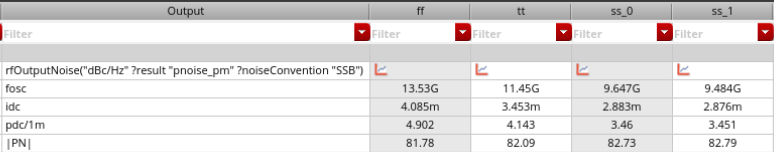 Output ff tt ss_0 ss_1
Filter Filter Filter Filter Filter
rfOutputNoise("dBc/Hz" ?result "pnoise_pm" ?noiseConvention "SSB")
fosc 13.53G 11.45G 9.647G 9.484G
idc 4.085m 3.453m 2.883m 2.876m
pdc/1m 4.902 4.143 3.46 3.451
|PN| 81.78 82.09 82.73 82.79